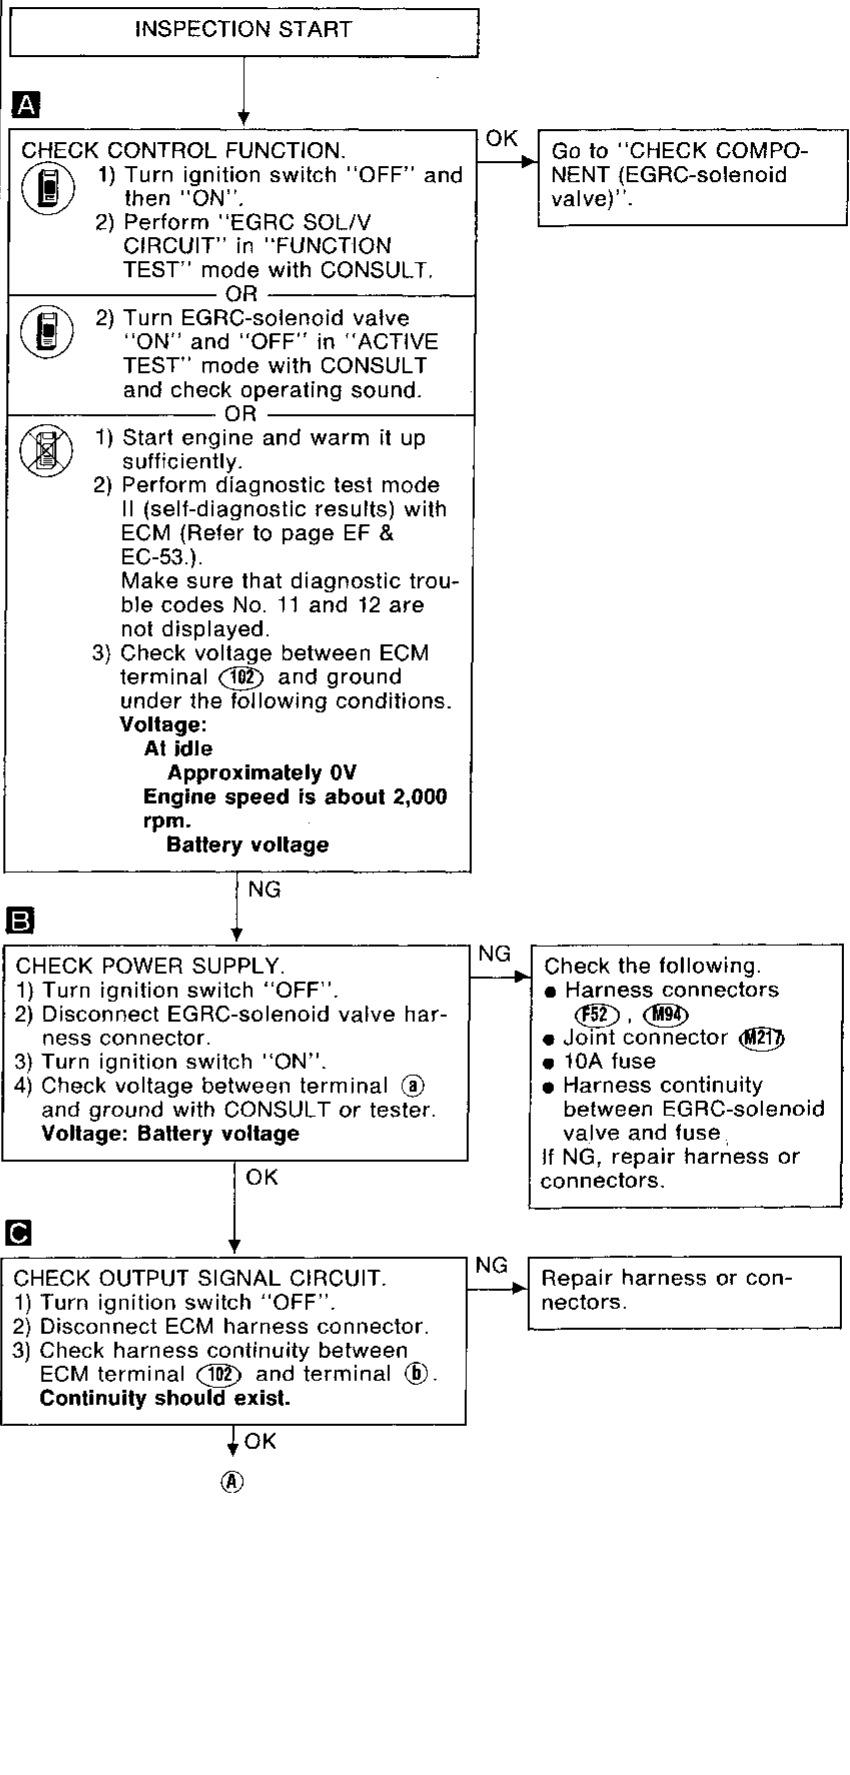 INSPECTION START
A
CHECK CONTROL FUNCTION.
1) Turn ignition switch "OFF" and
then "ON".
2) Perform "EGRC SOL/V
CIRCUIT" in "FUNCTION
TEST" mode with CONSULT.
OR
2) Turn EGRC-solenoid valve
"ON" and "OFF" in "ACTIVE
TEST" mode with CONSULT
and check operating sound.
OR
1) Start engine and warm it up
sufficiently.
2) Perform diagnostic test mode
II (self-diagnostic results) with
ECM (Refer to page EF &
EC-53.).
Make sure that diagnostic trou-
ble codes No. 11 and 12 are
not displayed.
3) Check voltage between ECM
terminal 102 and ground
under the following conditions.
Voltage:
At idle
Approximately 0V
Engine speed is about 2,000
rpm.
Battery voltage
OK
Go to "CHECK COMPO-
NENT (EGRC-solenoid
valve)".
NG
B
CHECK POWER SUPPLY.
1) Turn ignition switch "OFF".
2) Disconnect EGRC-solenoid valve har-
ness connector.
3) Turn ignition switch "ON".
4) Check voltage between terminal ⓐ
and ground with CONSULT or tester.
Voltage: Battery voltage
NG
Check the following.
● Harness connectors
F52 , M94
● Joint connector M217
● 10A fuse
● Harness continuity
between EGRC-solenoid
valve and fuse
If NG, repair harness or
connectors.
OK
C
CHECK OUTPUT SIGNAL CIRCUIT.
1) Turn ignition switch "OFF".
2) Disconnect ECM harness connector.
3) Check harness continuity between
ECM terminal 102 and terminal ⓑ.
Continuity should exist.
NG
Repair harness or con-
nectors.
OK
Ⓐ